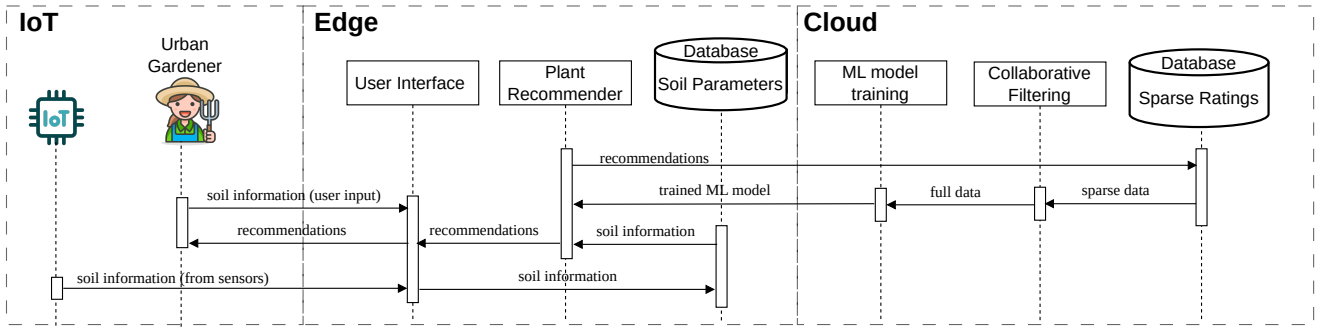 IoT
Edge
Cloud
Urban
Gardener
IoT
User Interface
Plant
Recommender
Database
Soil Parameters
ML model
training
Collaborative
Filtering
Database
Sparse Ratings
recommendations
soil information (user input)
trained ML model
full data
sparse data
recommendations
recommendations
soil information
soil information (from sensors)
soil information